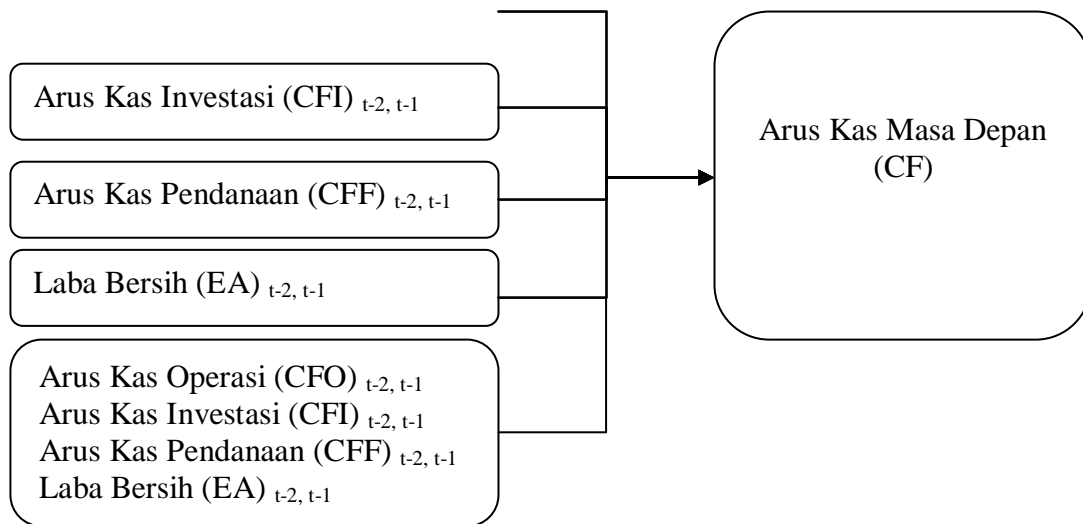 Arus Kas Investasi (CFI) t-2, t-1
Arus Kas Pendanaan (CFF) t-2, t-1
Laba Bersih (EA) t-2, t-1
Arus Kas Operasi (CFO) t-2, t-1
Arus Kas Investasi (CFI) t-2, t-1
Arus Kas Pendanaan (CFF) t-2, t-1
Laba Bersih (EA) t-2, t-1
Arus Kas Masa Depan
(CF)